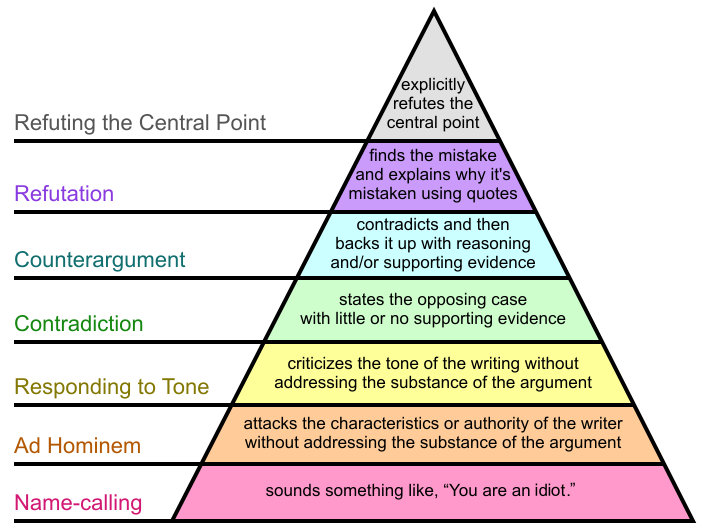 explicitly
refutes the
central point
Refuting the Central Point
finds the mistake
and explains why it's
mistaken using quotes
Refutation
contradicts and then
backs it up with reasoning
and/or supporting evidence
Counterargument
states the opposing case
with little or no supporting evidence
Contradiction
criticizes the tone of the writing without
addressing the substance of the argument
Responding to Tone
attacks the characteristics or authority of the writer
without addressing the substance of the argument
Ad Hominem
sounds something like, “You are an idiot.”
Name-calling